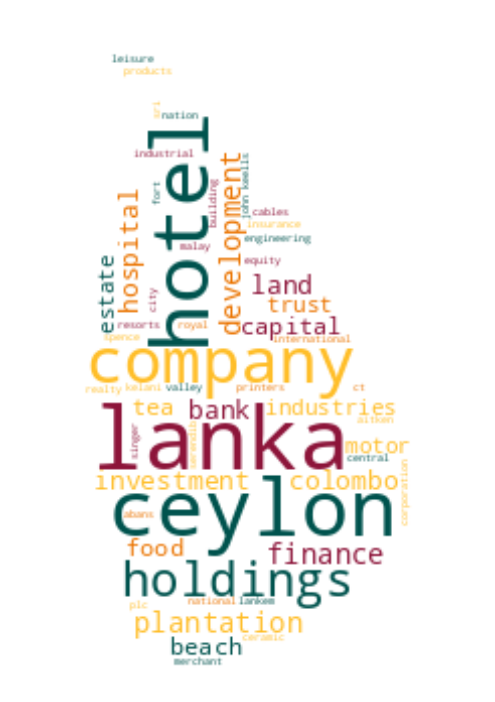 leisure
products
sri
nation
hotel
industrial
development
john keells
fort
building
hospital
cables
insurance
engineering
malay
equity
estate
land
city
trust
resorts
royal
capital
spence
international
company
realty
kelani
valley
printers
ct
lanka
tea
bank
industries
aitken
singer
serendib
motor
central
corporation
investment
colombo
ceylon
abans
food
finance
holdings
national
lankem
plc
plantation
ceramic
beach
merchant